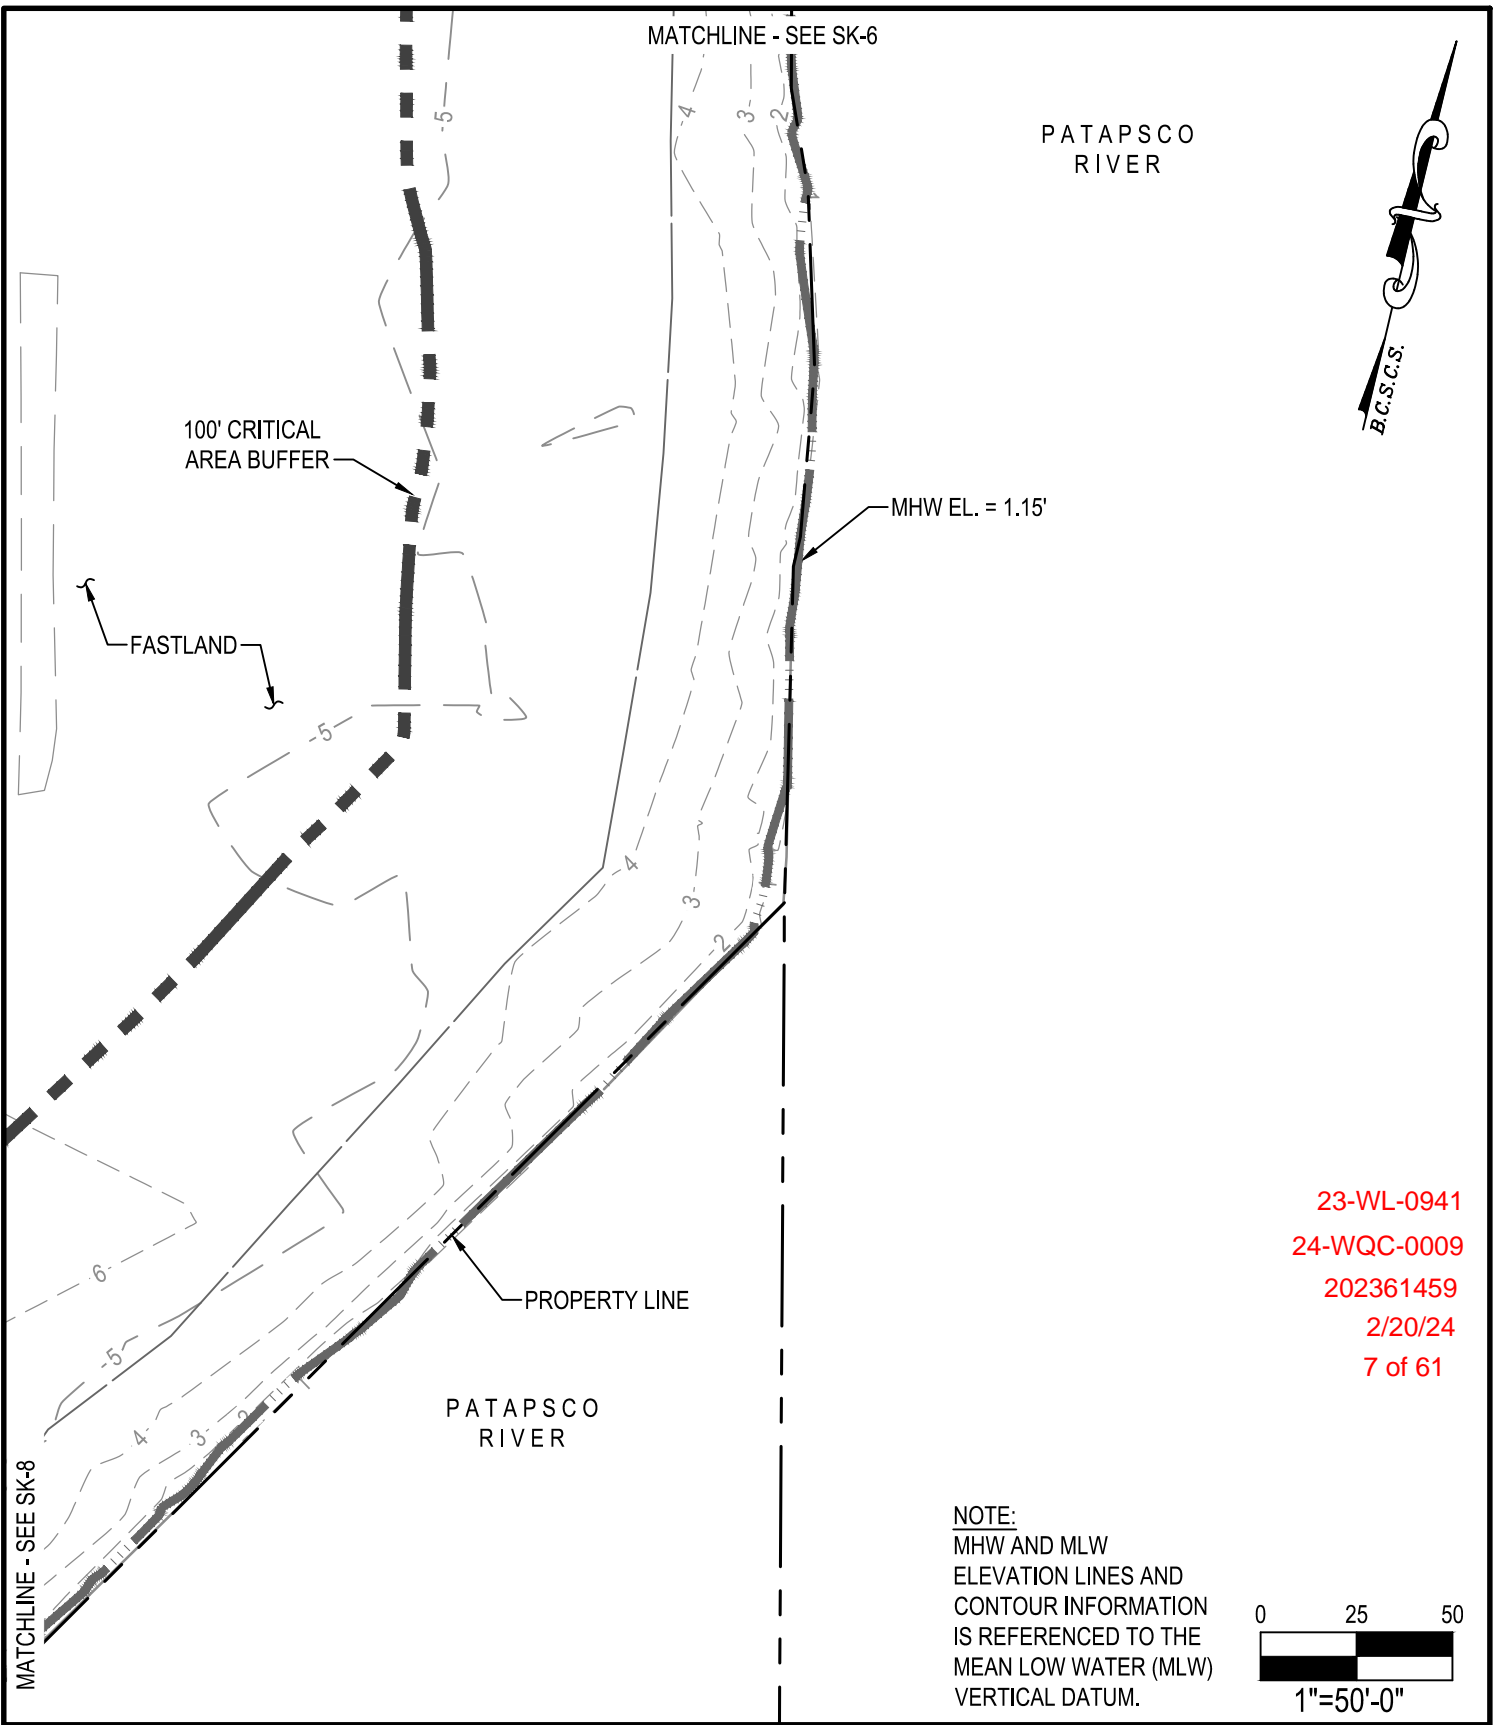 MATCHLINE - SEE SK-6
PATAPSCO
RIVER
5
4
3
2
B.C.S.C.S.
100' CRITICAL
AREA BUFFER
MHW EL. = 1.15'
FASTLAND
5
4
3
2
6
5
PROPERTY LINE
23-WL-0941
24-WQC-0009
202361459
2/20/24
7 of 61
PATAPSCO
RIVER
4
3
2
1
MATCHLINE - SEE SK-8
NOTE:
MHW AND MLW
ELEVATION LINES AND
CONTOUR INFORMATION
IS REFERENCED TO THE
MEAN LOW WATER (MLW)
VERTICAL DATUM.
0 25 50
1"=50'-0"